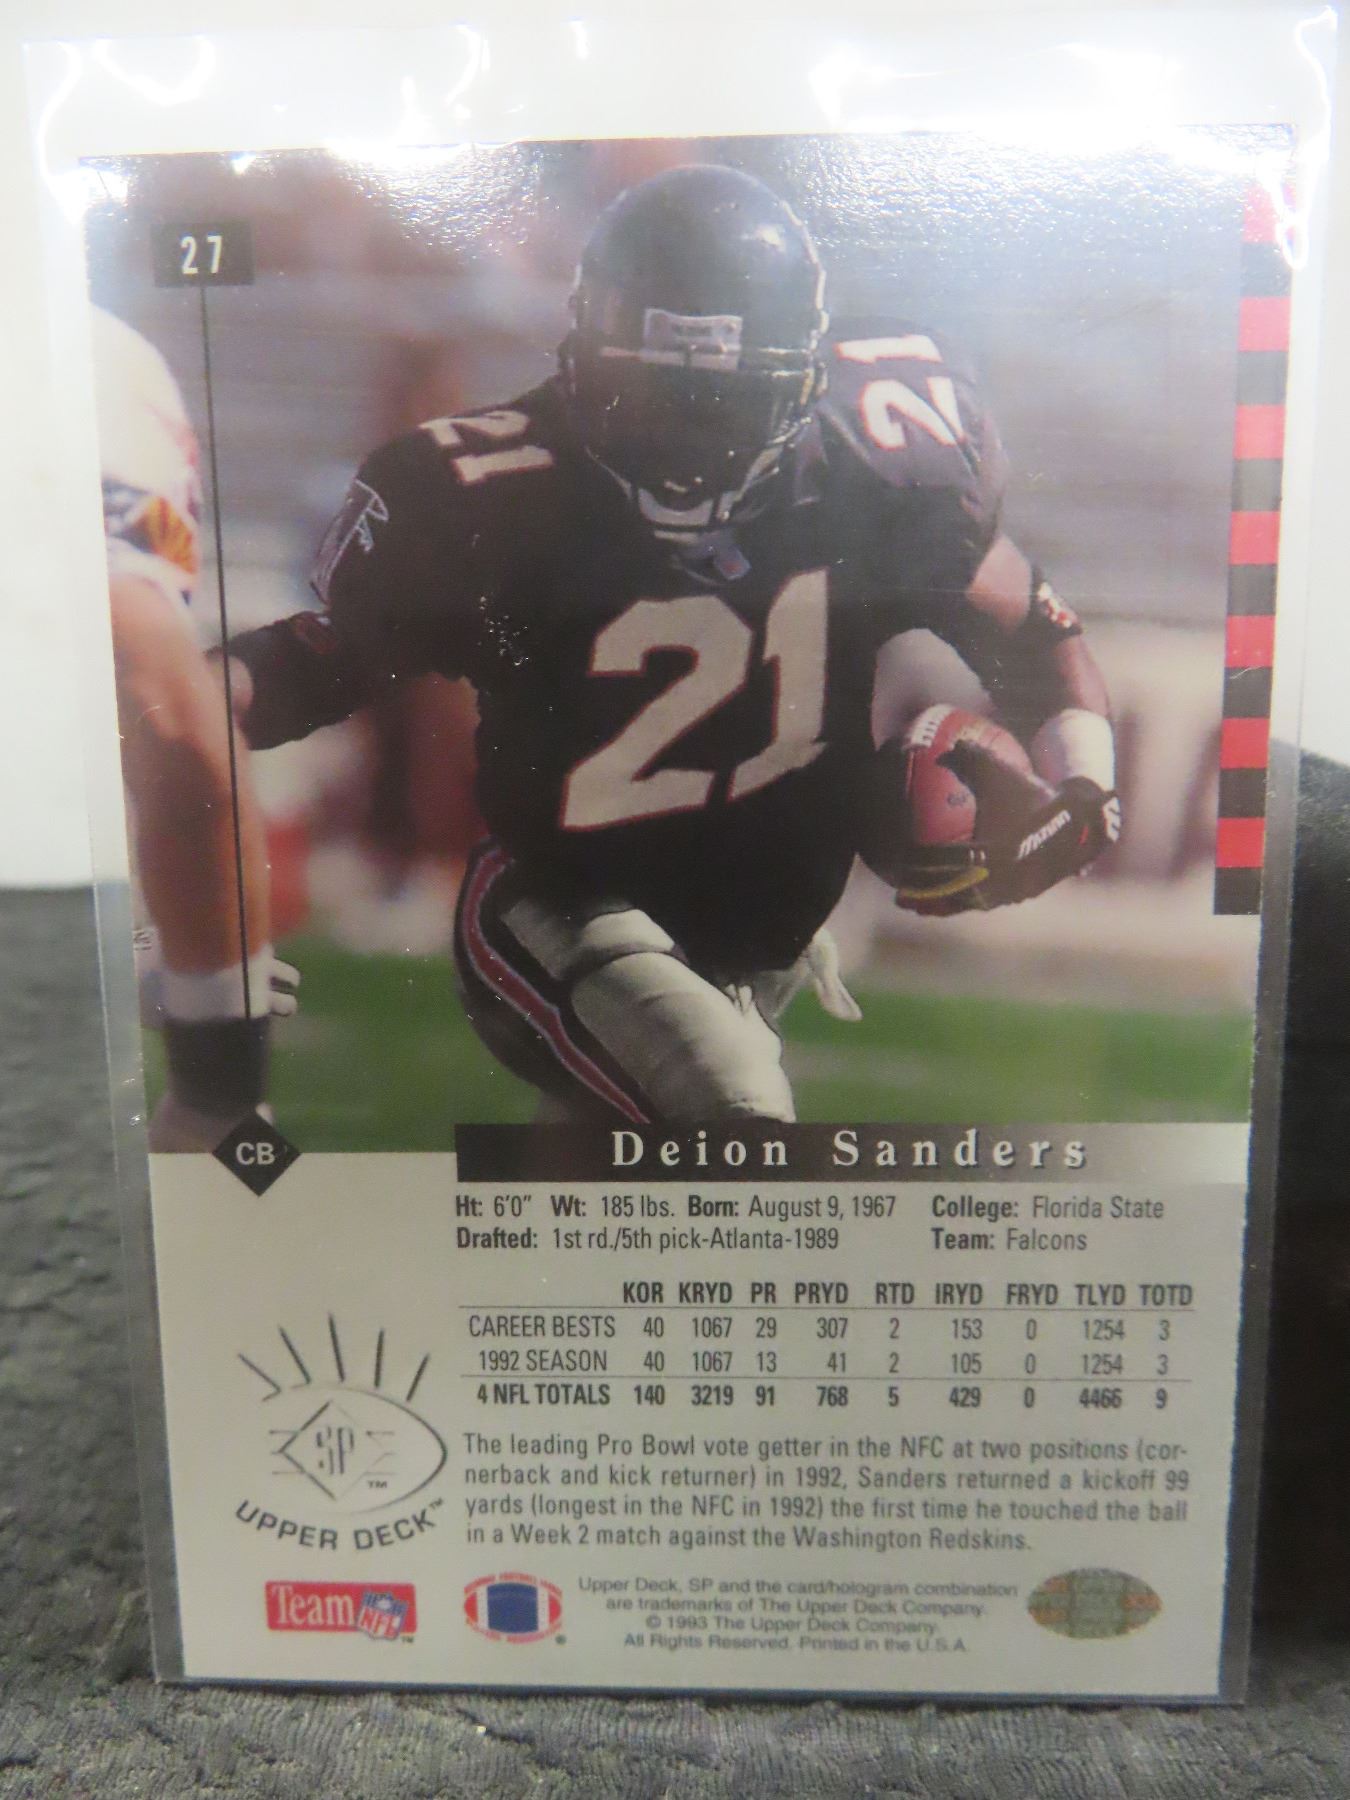 27
21
21
21
MIZUNO
CB
Deion Sanders
Ht: 6'0" Wt: 185 lbs. Born: August 9, 1967 College: Florida State
Drafted: 1st rd./5th pick-Atlanta-1989 Team: Falcons
KOR KRYD PR PRYD RTD IRYD FRYD TLYD TOTD
CAREER BESTS 40 1067 29 307 2 153 0 1254 3
1992 SEASON 40 1067 13 41 2 105 0 1254 3
4 NFL TOTALS 140 3219 91 768 5 429 0 4466 9
The leading Pro Bowl vote getter in the NFC at two positions (cor-
nerback and kick returner) in 1992, Sanders returned a kickoff 99
yards (longest in the NFC in 1992) the first time he touched the ball
in a Week 2 match against the Washington Redskins.
SP™
UPPER DECK™
Team NFL™
Upper Deck, SP and the card/hologram combination
are trademarks of The Upper Deck Company.
© 1993 The Upper Deck Company.
All Rights Reserved. Printed in the U.S.A.